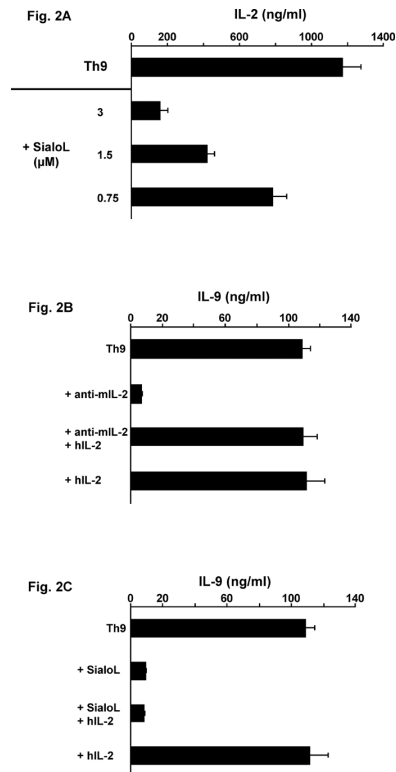 Fig. 2A
IL-2 (ng/ml)
0 200 600 1000 1400
Th9
3
+ SialoL
(µM)
1.5
0.75
Fig. 2B
IL-9 (ng/ml)
0 20 60 100 140
Th9
+ anti-mIL-2
+ anti-mIL-2
+ hIL-2
+ hIL-2
Fig. 2C
IL-9 (ng/ml)
0 20 60 100 140
Th9
+ SialoL
+ SialoL
+ hIL-2
+ hIL-2